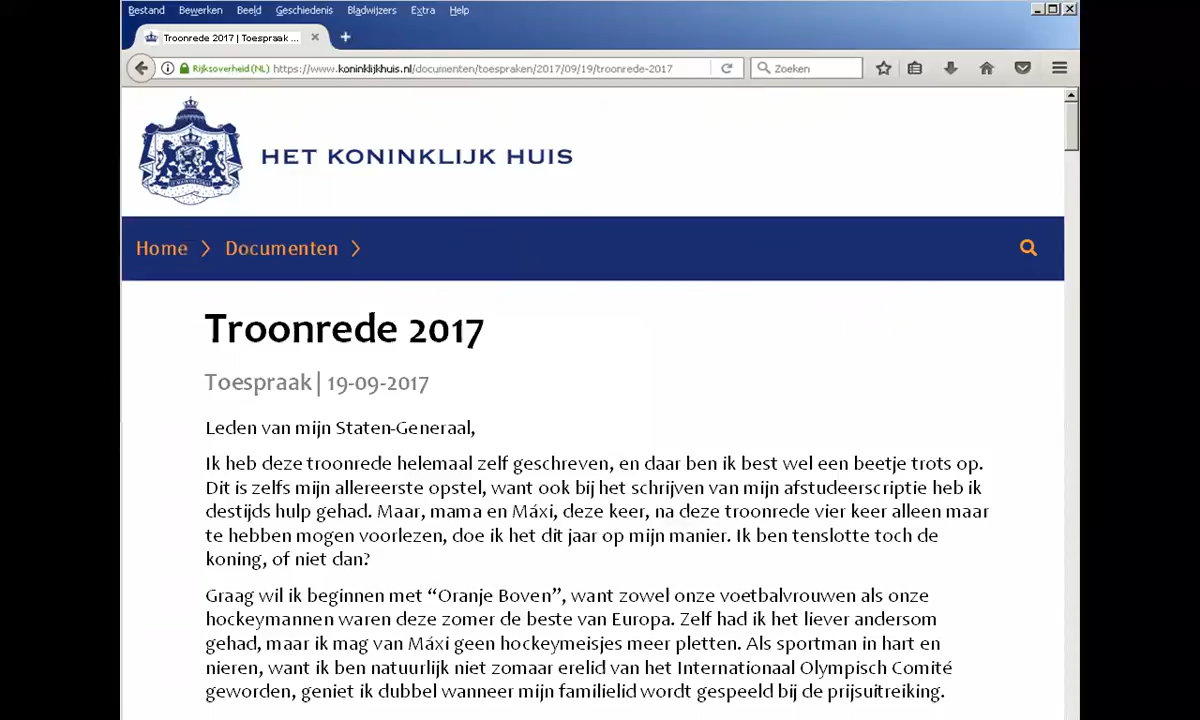 Bestand Bewerken Beeld Geschiedenis Bladwijzers Extra Help
Troonrede 2017 | Toespraak ...
Rijksoverheid (NL) https://www.koninklijkhuis.nl/documenten/toespraken/2017/09/19/troonrede-2017 Zoeken
HET KONINKLIJK HUIS
Home Documenten
Troonrede 2017
Toespraak | 19-09-2017
Leden van mijn Staten-Generaal,
Ik heb deze troonrede helemaal zelf geschreven, en daar ben ik best wel een beetje trots op.
Dit is zelfs mijn allereerste opstel, want ook bij het schrijven van mijn afstudeerscriptie heb ik
destijds hulp gehad. Maar, mama en Máxi, deze keer, na deze troonrede vier keer alleen maar
te hebben mogen voorlezen, doe ik het dit jaar op mijn manier. Ik ben tenslotte toch de
koning, of niet dan?
Graag wil ik beginnen met “Oranje Boven”, want zowel onze voetbalvrouwen als onze
hockeymannen waren deze zomer de beste van Europa. Zelf had ik het liever andersom
gehad, maar ik mag van Máxi geen hockeymeisjes meer pletten. Als sportman in hart en
nieren, want ik ben natuurlijk niet zomaar erelid van het Internationaal Olympisch Comité
geworden, geniet ik dubbel wanneer mijn familielid wordt gespeeld bij de prijsuitreiking.